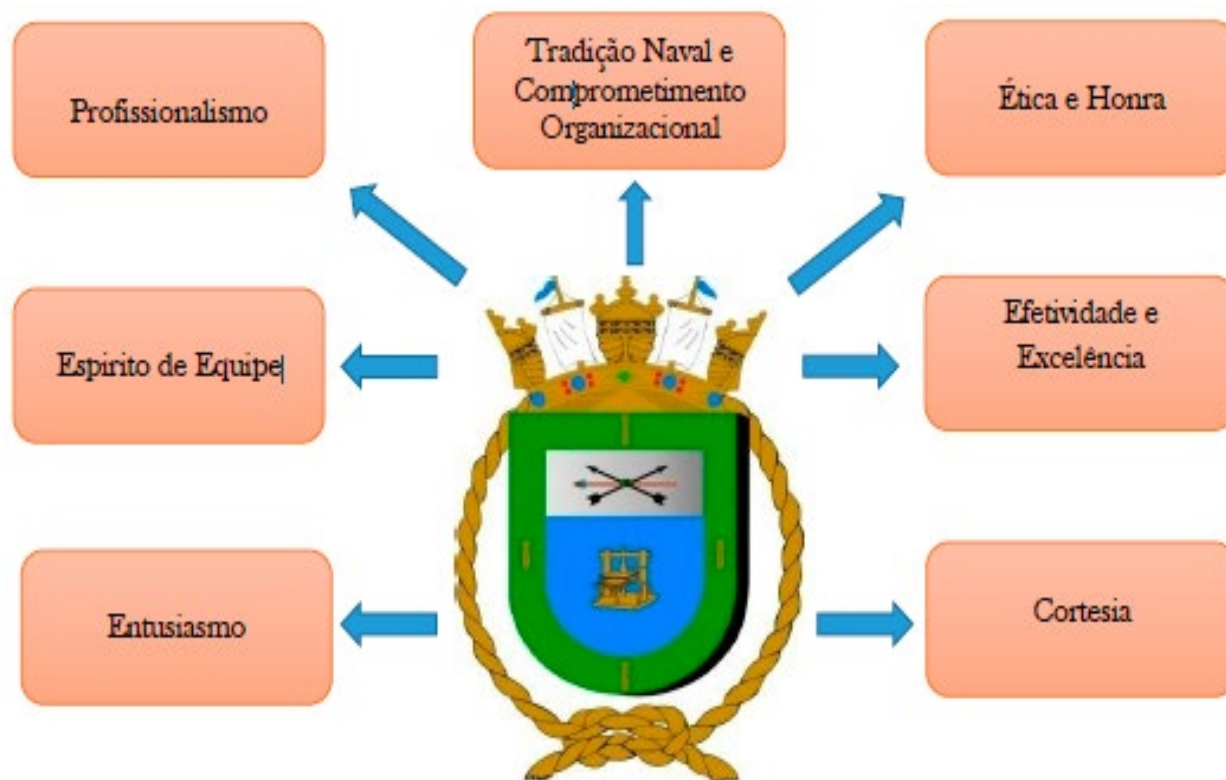 Profissionalismo
Tradição Naval e
Comprometimento
Organizacional
Ética e Honra
Espirito de Equipe
Efetividade e
Excelência
Entusiasmo
Cortesia